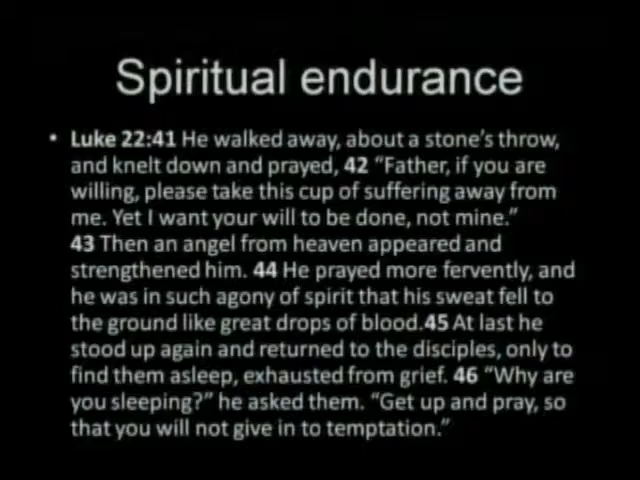 Spiritual endurance
• Luke 22:41 He walked away, about a stone's throw,
and knelt down and prayed, 42 “Father, if you are
willing, please take this cup of suffering away from
me. Yet I want your will to be done, not mine.”
43 Then an angel from heaven appeared and
strengthened him. 44 He prayed more fervently, and
he was in such agony of spirit that his sweat fell to
the ground like great drops of blood.45 At last he
stood up again and returned to the disciples, only to
find them asleep, exhausted from grief. 46 “Why are
you sleeping?” he asked them. “Get up and pray, so
that you will not give in to temptation.”